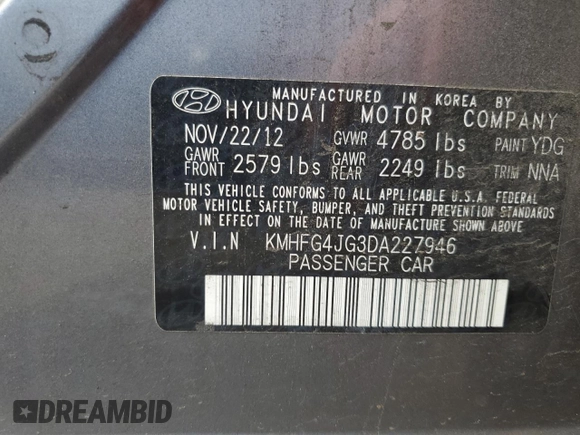 MANUFACTURED IN KOREA BY
HYUNDAI MOTOR COMPANY
NOV/22/12 GVWR 4785 lbs PAINT YDG
GAWR FRONT 2579 lbs GAWR REAR 2249 lbs TRIM NNA
THIS VEHICLE CONFORMS TO ALL APPLICABLE U.S.A. FEDERAL
MOTOR VEHICLE SAFETY, BUMPER, AND THEFT PREVENTION STANDARDS
IN EFFECT ON THE DATE OF MANUFACTURE SHOWN ABOVE
V.I.N KMHFG4JG3DA227946
PASSENGER CAR
DREAMBID